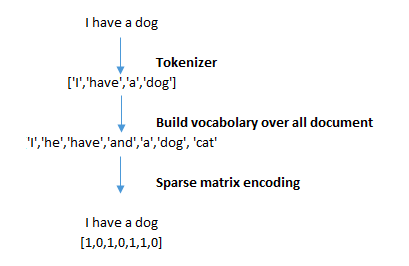 I have a dog
Tokenizer
['I','have','a','dog']
Build vocabolary over all document
'I','he','have','and','a','dog', 'cat'
Sparse matrix encoding
I have a dog
[1,0,1,0,1,1,0]